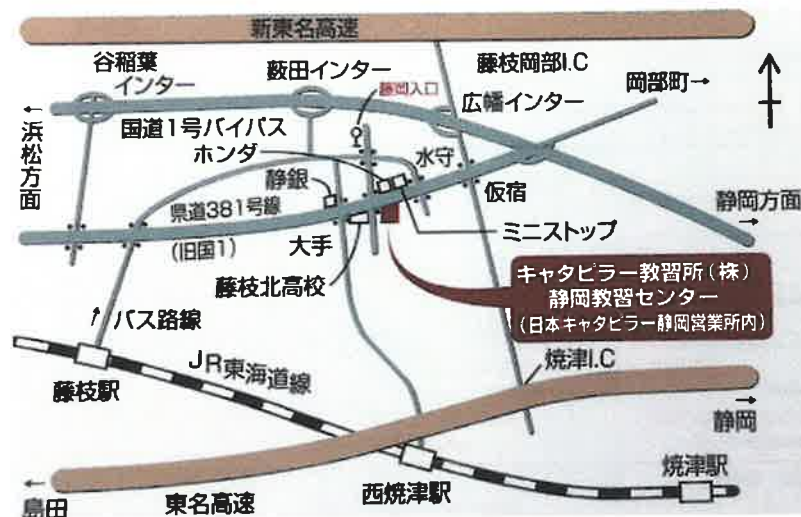 新東名高速
谷稲葉
インター
藪田インター
藤枝岡部I.C
岡部町→
藤岡入口
広幡インター
←浜松方面
国道1号バイパス
ホンダ
水守
静銀
仮宿
県道381号線
(旧国1)
大手
ミニストップ
静岡方面
→
藤枝北高校
キャタピラー教習所(株)
静岡教習センター
(日本キャタピラー静岡営業所内)
↑バス路線
JR東海道線
藤枝駅
焼津I.C
→
静岡
←
島田
東名高速
西焼津駅
焼津駅